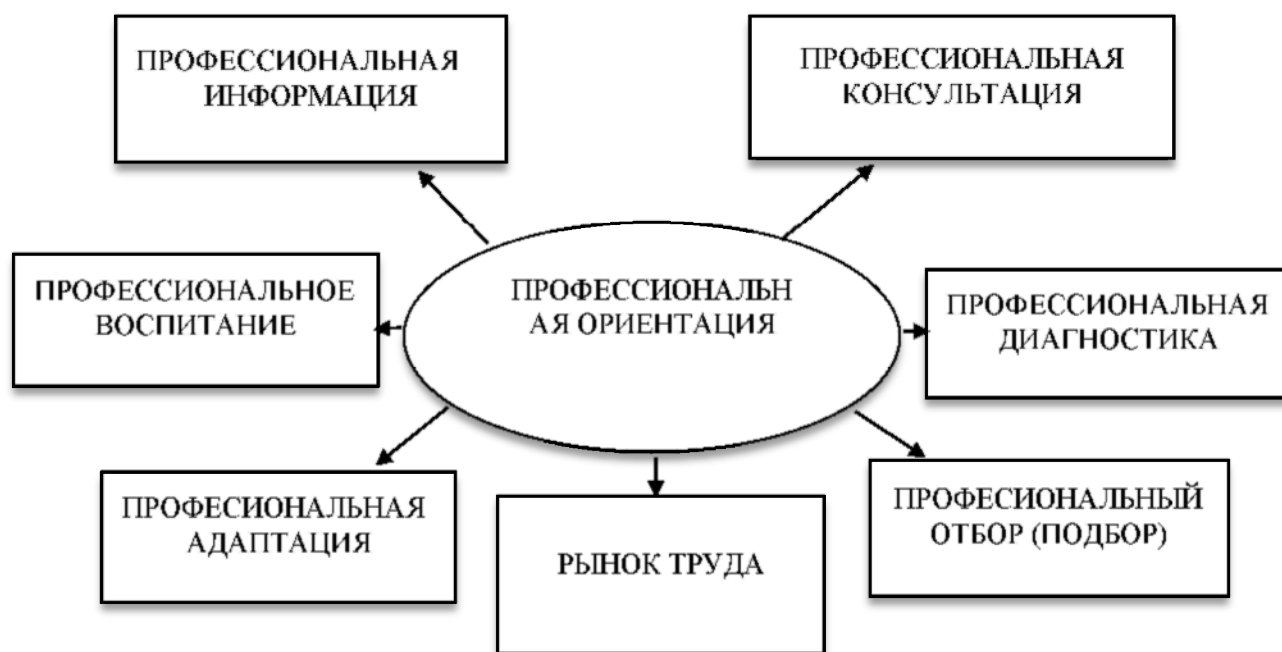 ПРОФЕССИОНАЛЬНАЯ
ИНФОРМАЦИЯ
ПРОФЕССИОНАЛЬНАЯ
КОНСУЛЬТАЦИЯ
ПРОФЕССИОНАЛЬНОЕ
ВОСПИТАНИЕ
ПРОФЕССИОНАЛЬН
АЯ ОРИЕНТАЦИЯ
ПРОФЕССИОНАЛЬНАЯ
ДИАГНОСТИКА
ПРОФЕСИОНАЛЬНАЯ
АДАПТАЦИЯ
РЫНОК ТРУДА
ПРОФЕСИОНАЛЬНЫЙ
ОТБОР (ПОДБОР)